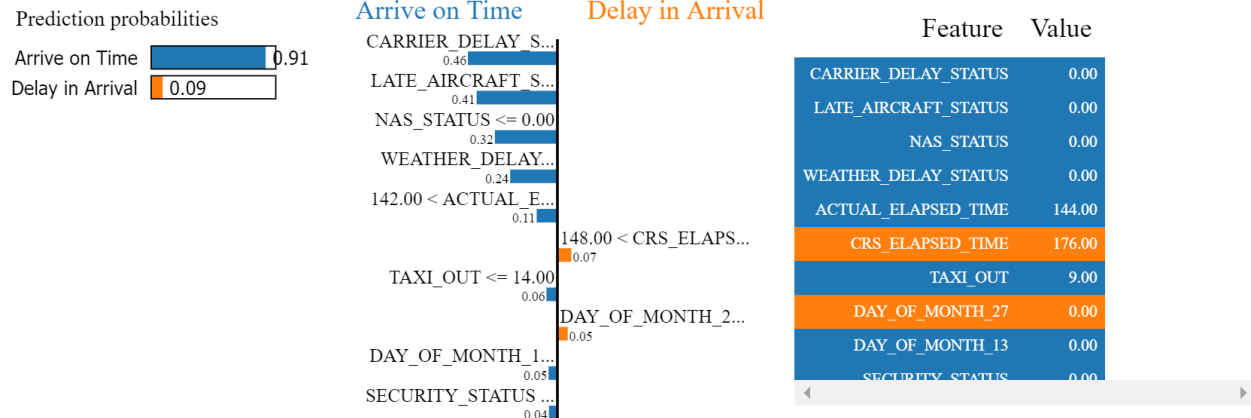 Prediction probabilities
Arrive on Time 0.91
Delay in Arrival 0.09
Arrive on Time Delay in Arrival
CARRIER_DELAY_S...
0.46
LATE_AIRCRAFT_S...
0.41
NAS_STATUS <= 0.00
0.32
WEATHER_DELAY...
0.24
142.00 < ACTUAL_E...
0.11
148.00 < CRS_ELAPS...
0.07
TAXI_OUT <= 14.00
0.06
DAY_OF_MONTH_2...
0.05
DAY_OF_MONTH_1...
0.05
SECURITY_STATUS ...
0.04
Feature Value
CARRIER_DELAY_STATUS 0.00
LATE_AIRCRAFT_STATUS 0.00
NAS_STATUS 0.00
WEATHER_DELAY_STATUS 0.00
ACTUAL_ELAPSED_TIME 144.00
CRS_ELAPSED_TIME 176.00
TAXI_OUT 9.00
DAY_OF_MONTH_27 0.00
DAY_OF_MONTH_13 0.00
SECURITY_STATUS 0.00